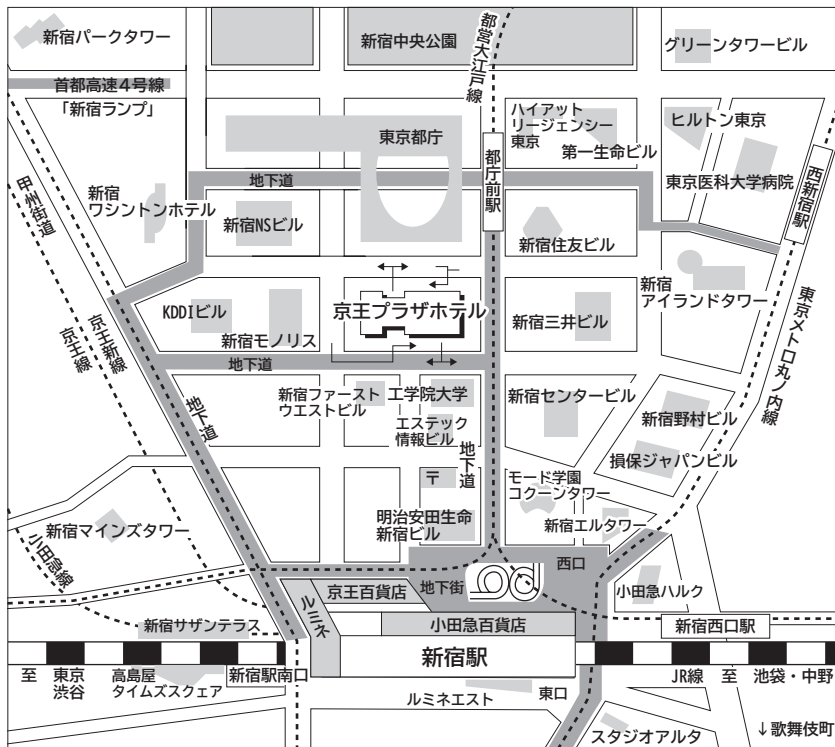 新宿パークタワー
新宿中央公園
都営大江戸線
グリーンタワービル
首都高速4号線
「新宿ランプ」
ハイアット
リージェンシー
東京
ヒルトン東京
東京都庁
都庁前駅
第一生命ビル
東京医科大学病院
西新宿駅
地下道
甲州街道
新宿
ワシントンホテル
新宿NSビル
新宿住友ビル
新宿
アイランドタワー
KDDIビル
京王プラザホテル
新宿三井ビル
新宿モノリス
東京メトロ丸ノ内線
京王新線
京王線
地下道
地下道
新宿ファースト
ウエストビル
工学院大学
新宿センタービル
エステック
情報ビル
新宿野村ビル
地下道
損保ジャパンビル
〒
モード学園
コクーンタワー
明治安田生命
新宿ビル
新宿エルタワー
新宿マインズタワー
小田急線
西口
京王百貨店
地下街
小田急ハルク
ルミネ
新宿サザンテラス
小田急百貨店
新宿西口駅
新宿駅
至
東京
渋谷
高島屋
タイムズスクェア
新宿駅南口
JR線
至
池袋・中野
ルミネエスト
東口
スタジオアルタ
↓歌舞伎町